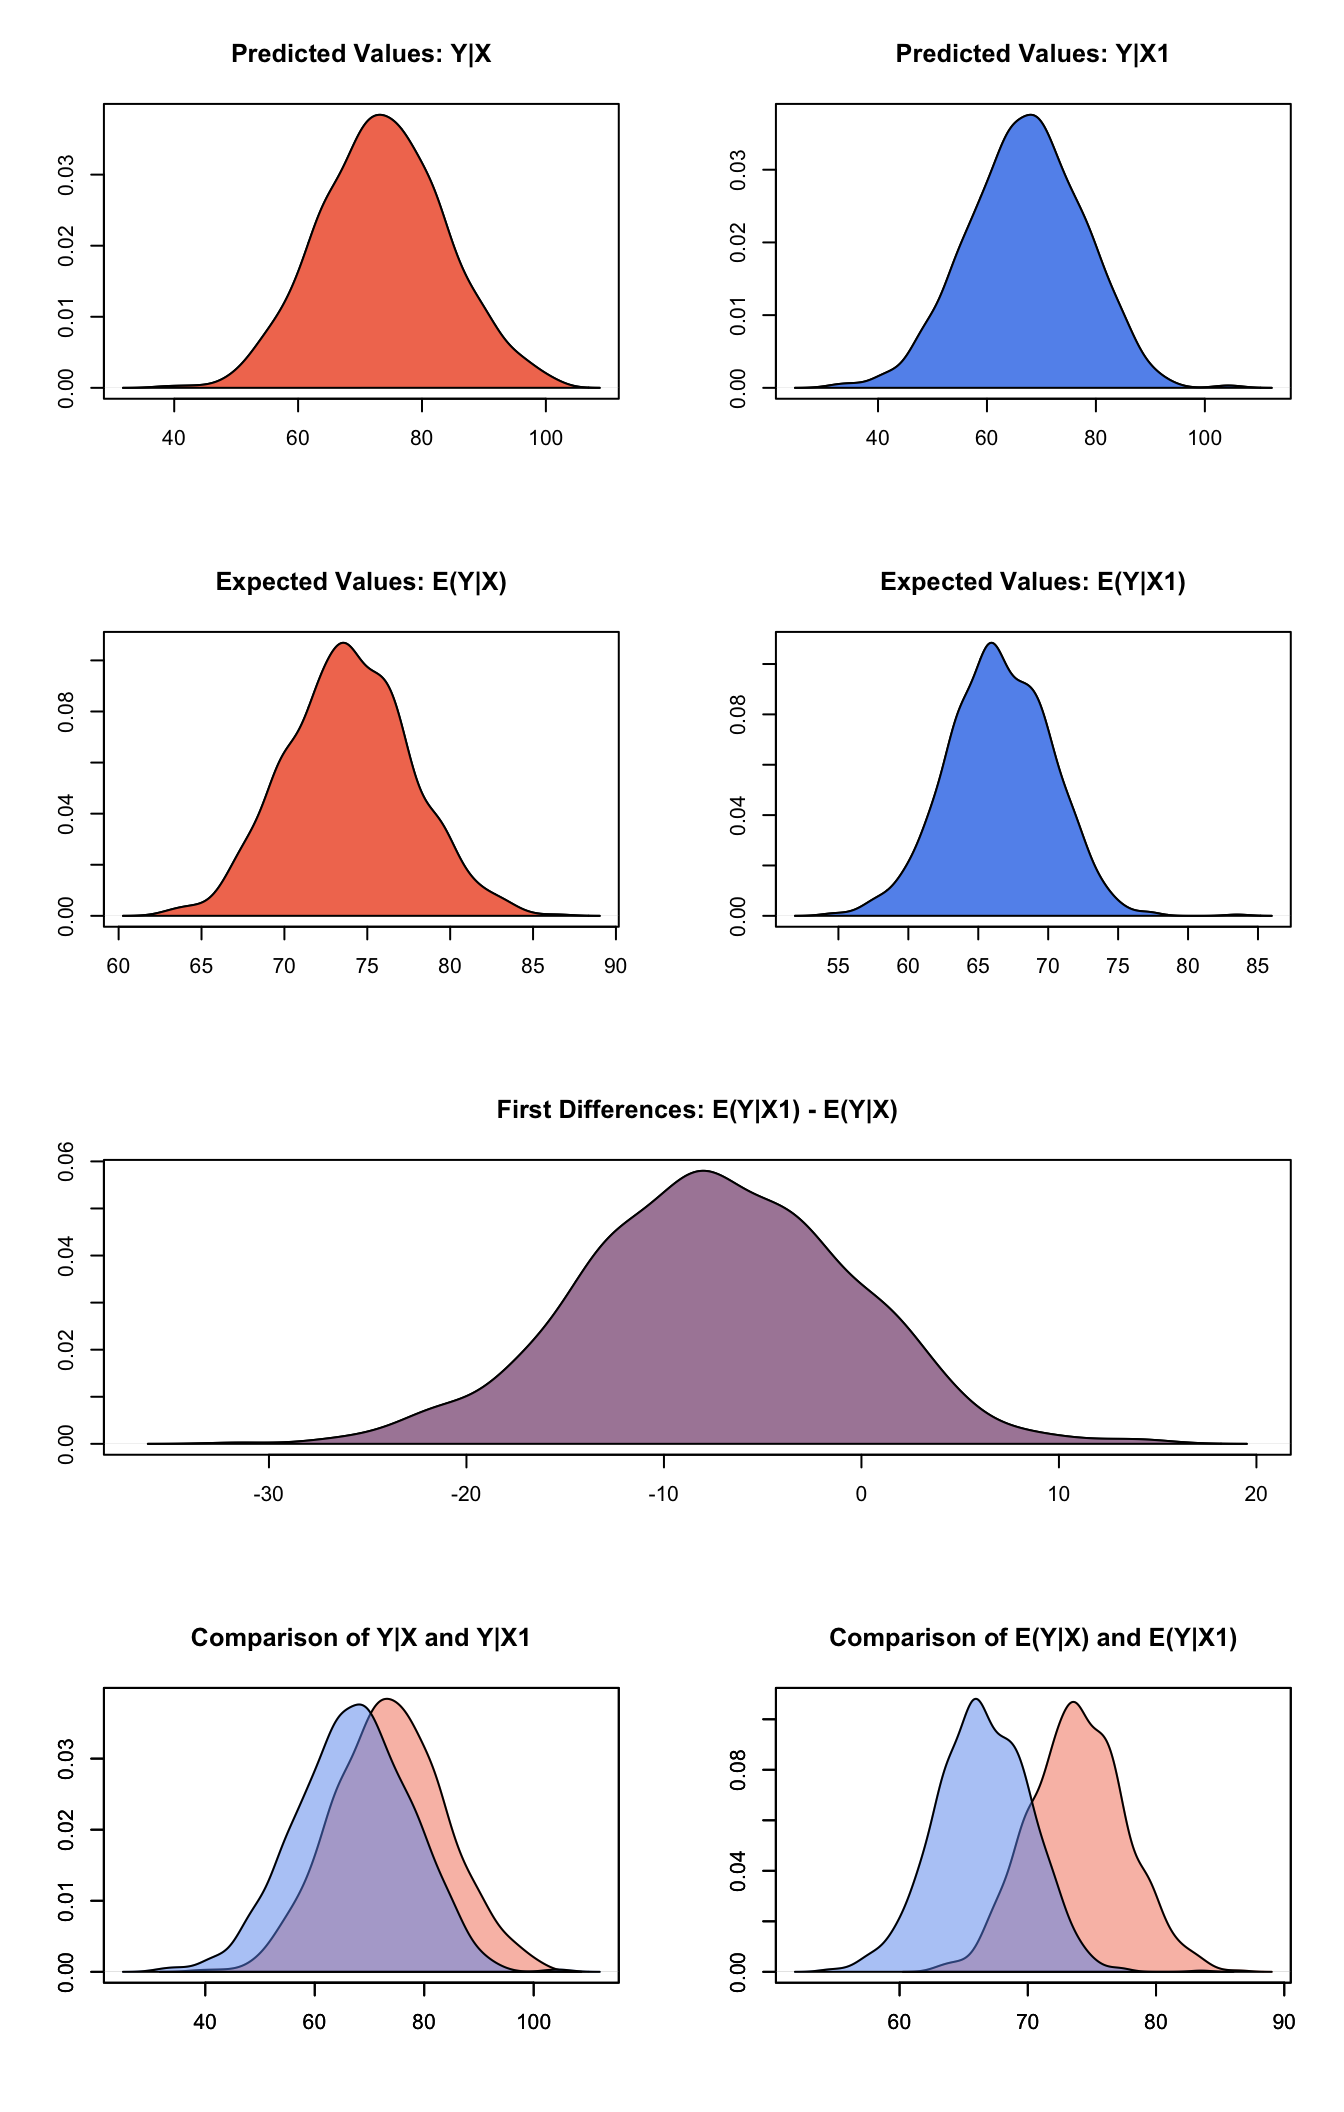 Predicted Values: Y|X
0.00 0.01 0.02 0.03
40 60 80 100
Predicted Values: Y|X1
0.00 0.01 0.02 0.03
40 60 80 100
Expected Values: E(Y|X)
0.00 0.04 0.08
60 65 70 75 80 85 90
Expected Values: E(Y|X1)
0.00 0.04 0.08
55 60 65 70 75 80 85
First Differences: E(Y|X1) - E(Y|X)
0.00 0.02 0.04 0.06
-30 -20 -10 0 10 20
Comparison of Y|X and Y|X1
0.00 0.01 0.02 0.03
40 60 80 100
Comparison of E(Y|X) and E(Y|X1)
0.00 0.04 0.08
60 70 80 90